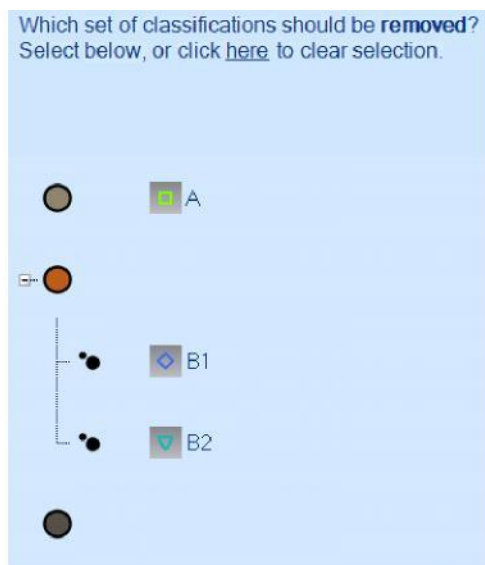 Which set of classifications should be removed?
Select below, or click here to clear selection.
A
B1
B2